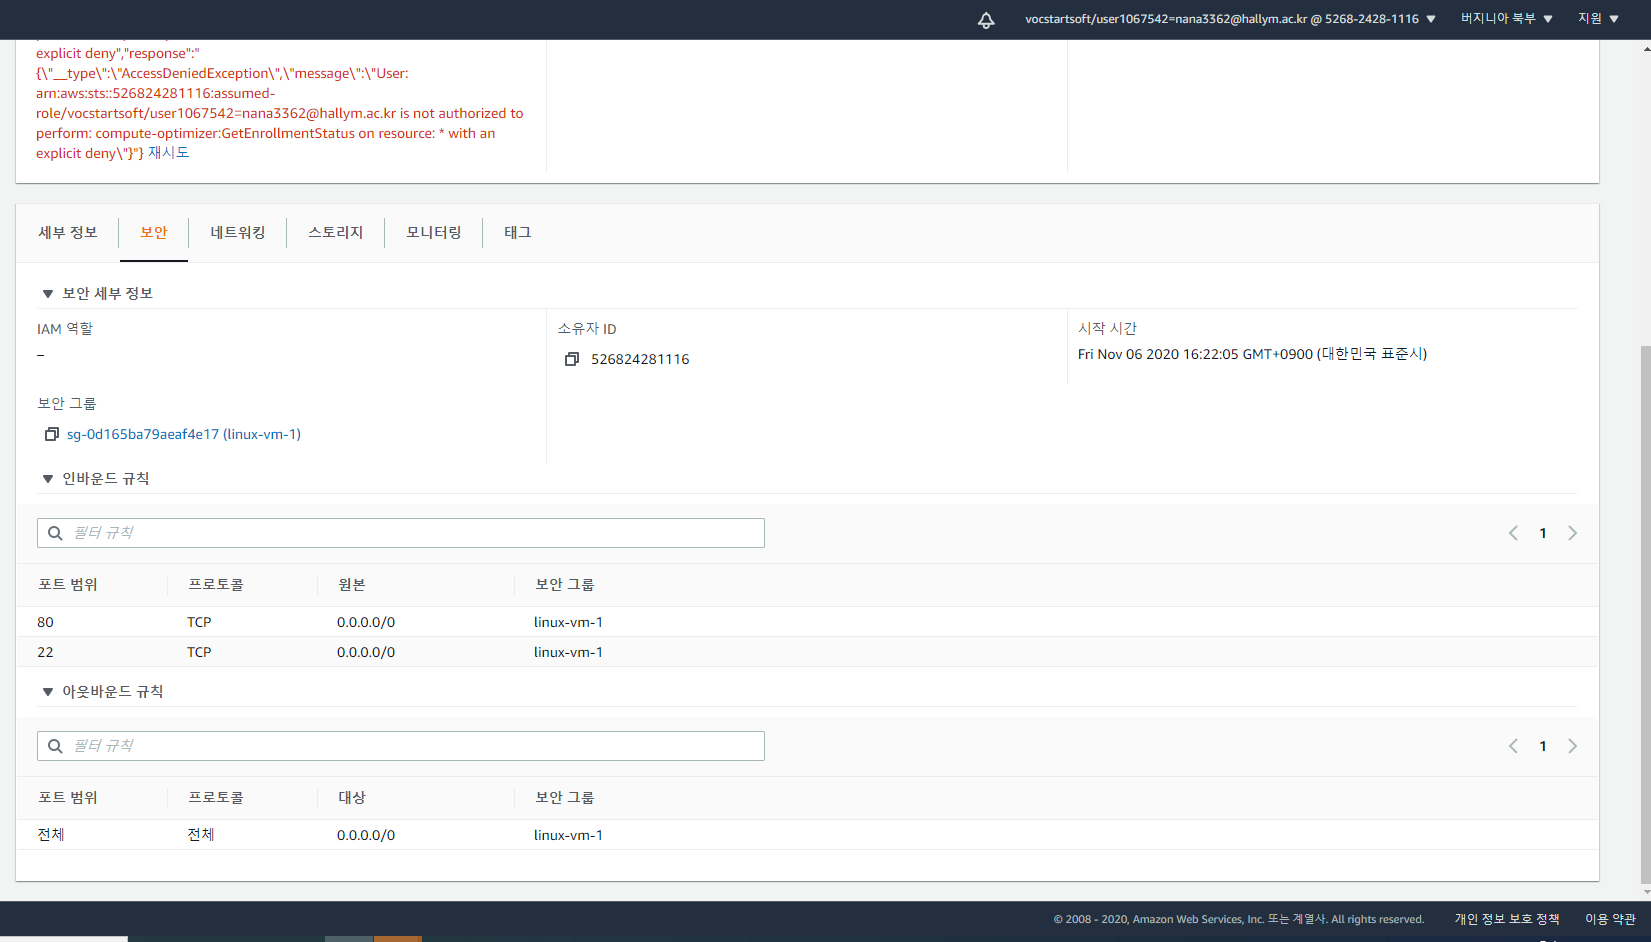 vocstartsoft/user1067542=nana3362@hallym.ac.kr @ 5268-2428-1116 버지니아 북부 지원
explicit deny","response":"
{\"__type\":\"AccessDeniedException\",\"message\":\"User:
arn:aws:sts::526824281116:assumed-
role/vocstartsoft/user1067542=nana3362@hallym.ac.kr is not authorized to
perform: compute-optimizer:GetEnrollmentStatus on resource: * with an
explicit deny\"}"} 재시도
세부 정보 보안 네트워킹 스토리지 모니터링 태그
보안 세부 정보
IAM 역할 소유자 ID 시작 시간
– 526824281116 Fri Nov 06 2020 16:22:05 GMT+0900 (대한민국 표준시)
보안 그룹
sg-0d165ba79aeaf4e17 (linux-vm-1)
인바운드 규칙
필터 규칙 1
포트 범위 프로토콜 원본 보안 그룹
80 TCP 0.0.0.0/0 linux-vm-1
22 TCP 0.0.0.0/0 linux-vm-1
아웃바운드 규칙
필터 규칙 1
포트 범위 프로토콜 대상 보안 그룹
전체 전체 0.0.0.0/0 linux-vm-1
© 2008 - 2020, Amazon Web Services, Inc. 또는 계열사. All rights reserved. 개인 정보 보호 정책 이용 약관